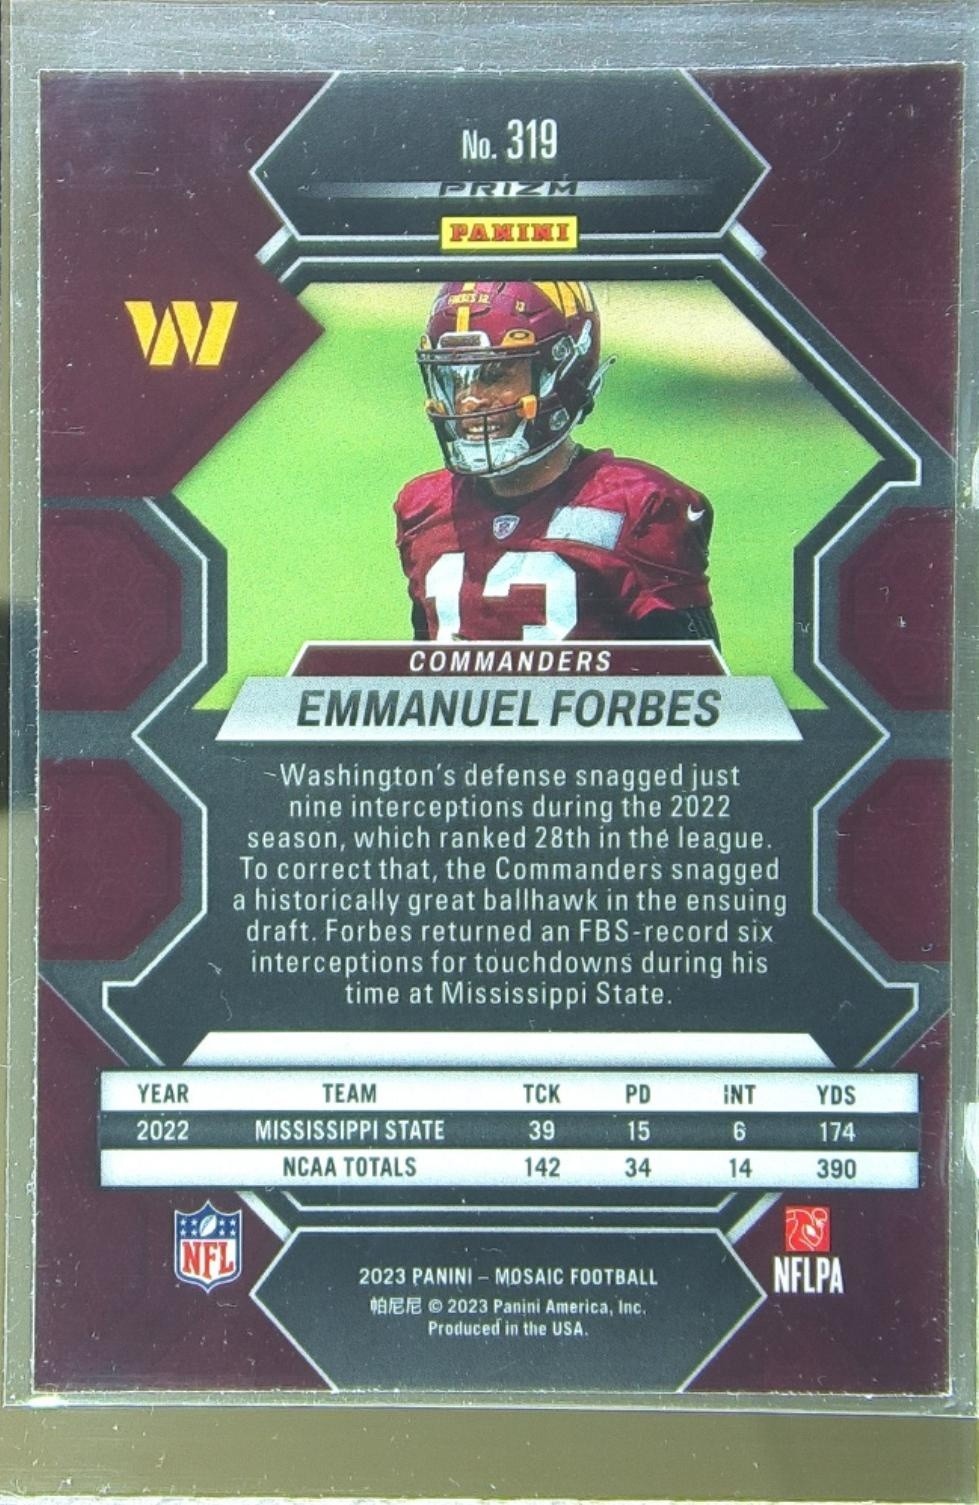 No. 319
PRIZM
PANINI
W
FORBES 13
13
13
COMMANDERS
EMMANUEL FORBES
Washington's defense snagged just
nine interceptions during the 2022
season, which ranked 28th in the league.
To correct that, the Commanders snagged
a historically great ballhawk in the ensuing
draft. Forbes returned an FBS-record six
interceptions for touchdowns during his
time at Mississippi State.
YEAR TEAM TCK PD INT YDS
2022 MISSISSIPPI STATE 39 15 6 174
NCAA TOTALS 142 34 14 390
NFL
NFLPA
2023 PANINI – MOSAIC FOOTBALL
帕尼尼 © 2023 Panini America, Inc.
Produced in the USA.